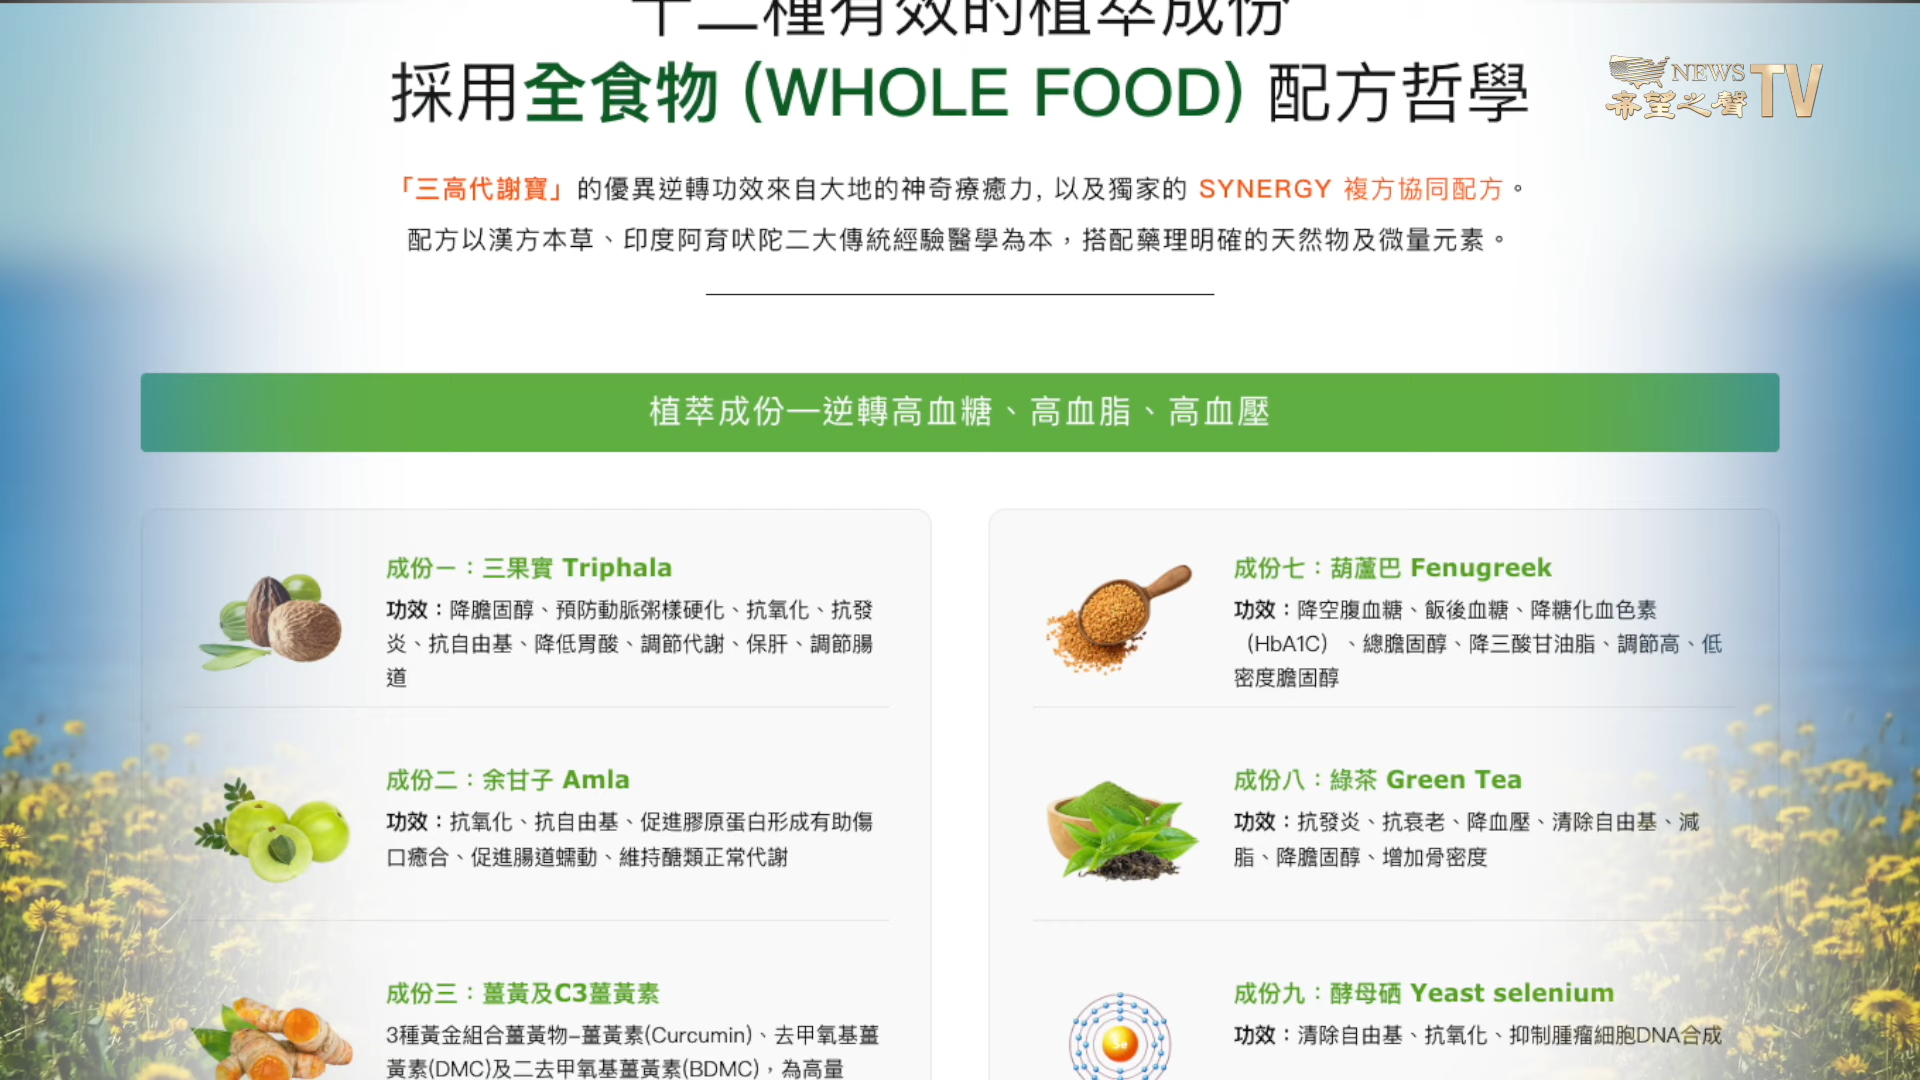 十二種有效的植萃成份
採用全食物 (WHOLE FOOD) 配方哲學
NEWS
希望之聲TV
「三高代謝寶」的優異逆轉功效來自大地的神奇療癒力, 以及獨家的 SYNERGY 複方協同配方。
配方以漢方本草、印度阿育吠陀二大傳統經驗醫學為本，搭配藥理明確的天然物及微量元素。
植萃成份—逆轉高血糖、高血脂、高血壓
成份一：三果實 Triphala
功效：降膽固醇、預防動脈粥樣硬化、抗氧化、抗發
炎、抗自由基、降低胃酸、調節代謝、保肝、調節腸
道
成份二：余甘子 Amla
功效：抗氧化、抗自由基、促進膠原蛋白形成有助傷
口癒合、促進腸道蠕動、維持醣類正常代謝
成份三：薑黃及C3薑黃素
3種黃金組合薑黃物–薑黃素(Curcumin)、去甲氧基薑
黃素(DMC)及二去甲氧基薑黃素(BDMC)，為高量
成份七：葫蘆巴 Fenugreek
功效：降空腹血糖、飯後血糖、降糖化血色素
（HbA1C）、總膽固醇、降三酸甘油脂、調節高、低
密度膽固醇
成份八：綠茶 Green Tea
功效：抗發炎、抗衰老、降血壓、清除自由基、減
脂、降膽固醇、增加骨密度
成份九：酵母硒 Yeast selenium
功效：清除自由基、抗氧化、抑制腫瘤細胞DNA合成
Se